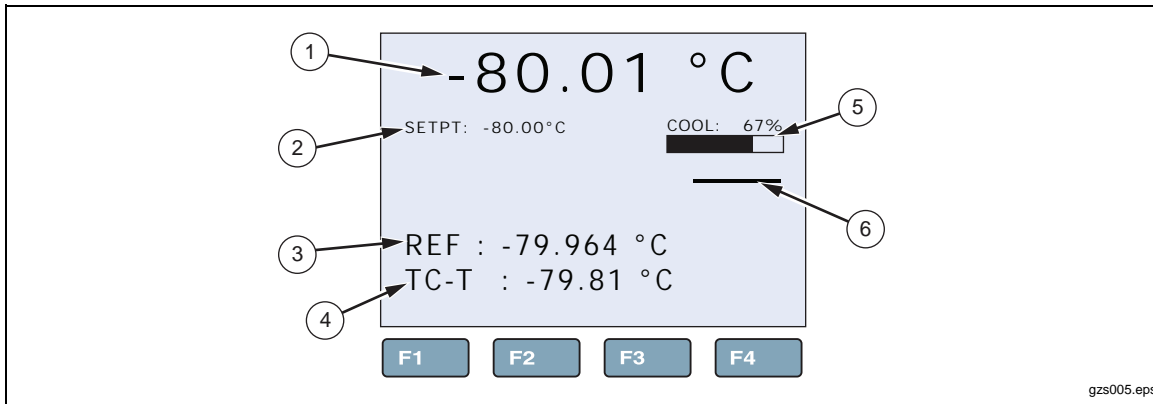 1
-80.01 °C
5
2
SETPT: -80.00°C
COOL: 67%
6
3
REF : -79.964 °C
TC-T : -79.81 °C
4
F1 F2 F3 F4
gzs005.eps